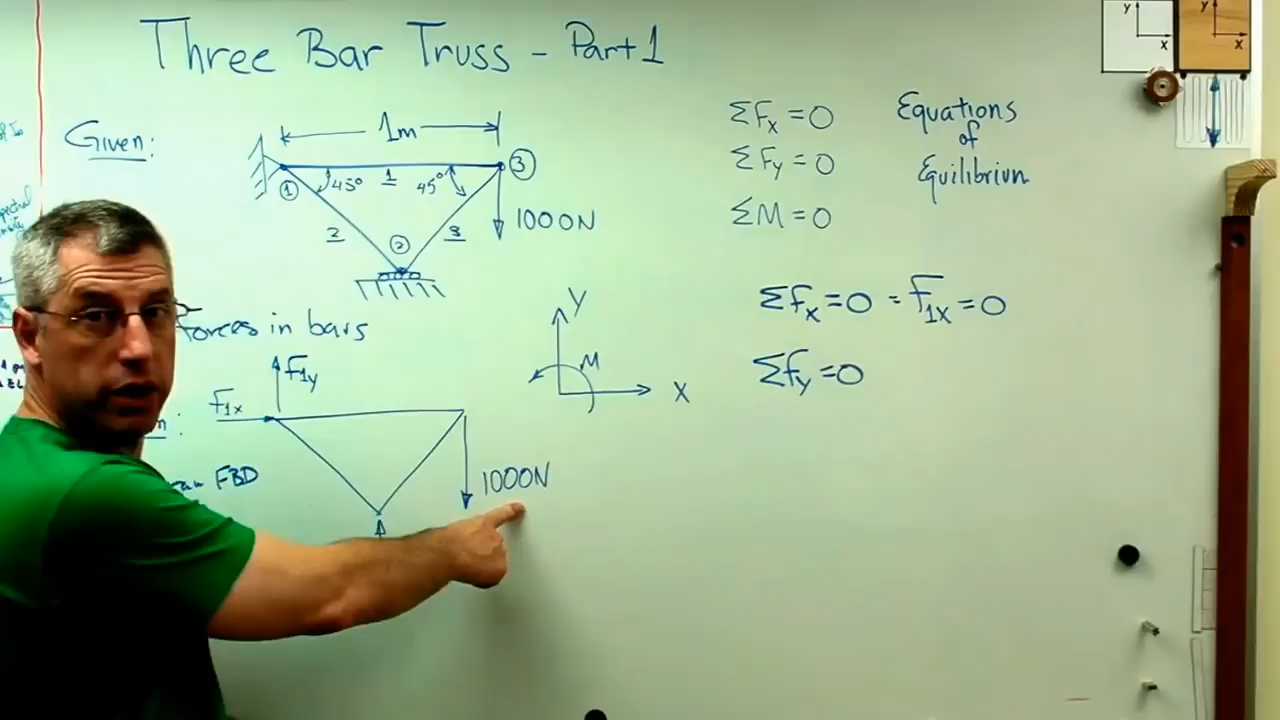 Three Bar Truss - Part 1
Given:
1m
① 45° 1 45° ③
1000N
2 ② 3
forces in bars
F1y
F1x
FBD
1000N
Y
M
X
ΣFx = 0
ΣFy = 0
ΣM = 0
Equations
of
Equilibrium
ΣFx = 0 = F1x = 0
ΣFy = 0
y
x
y
x